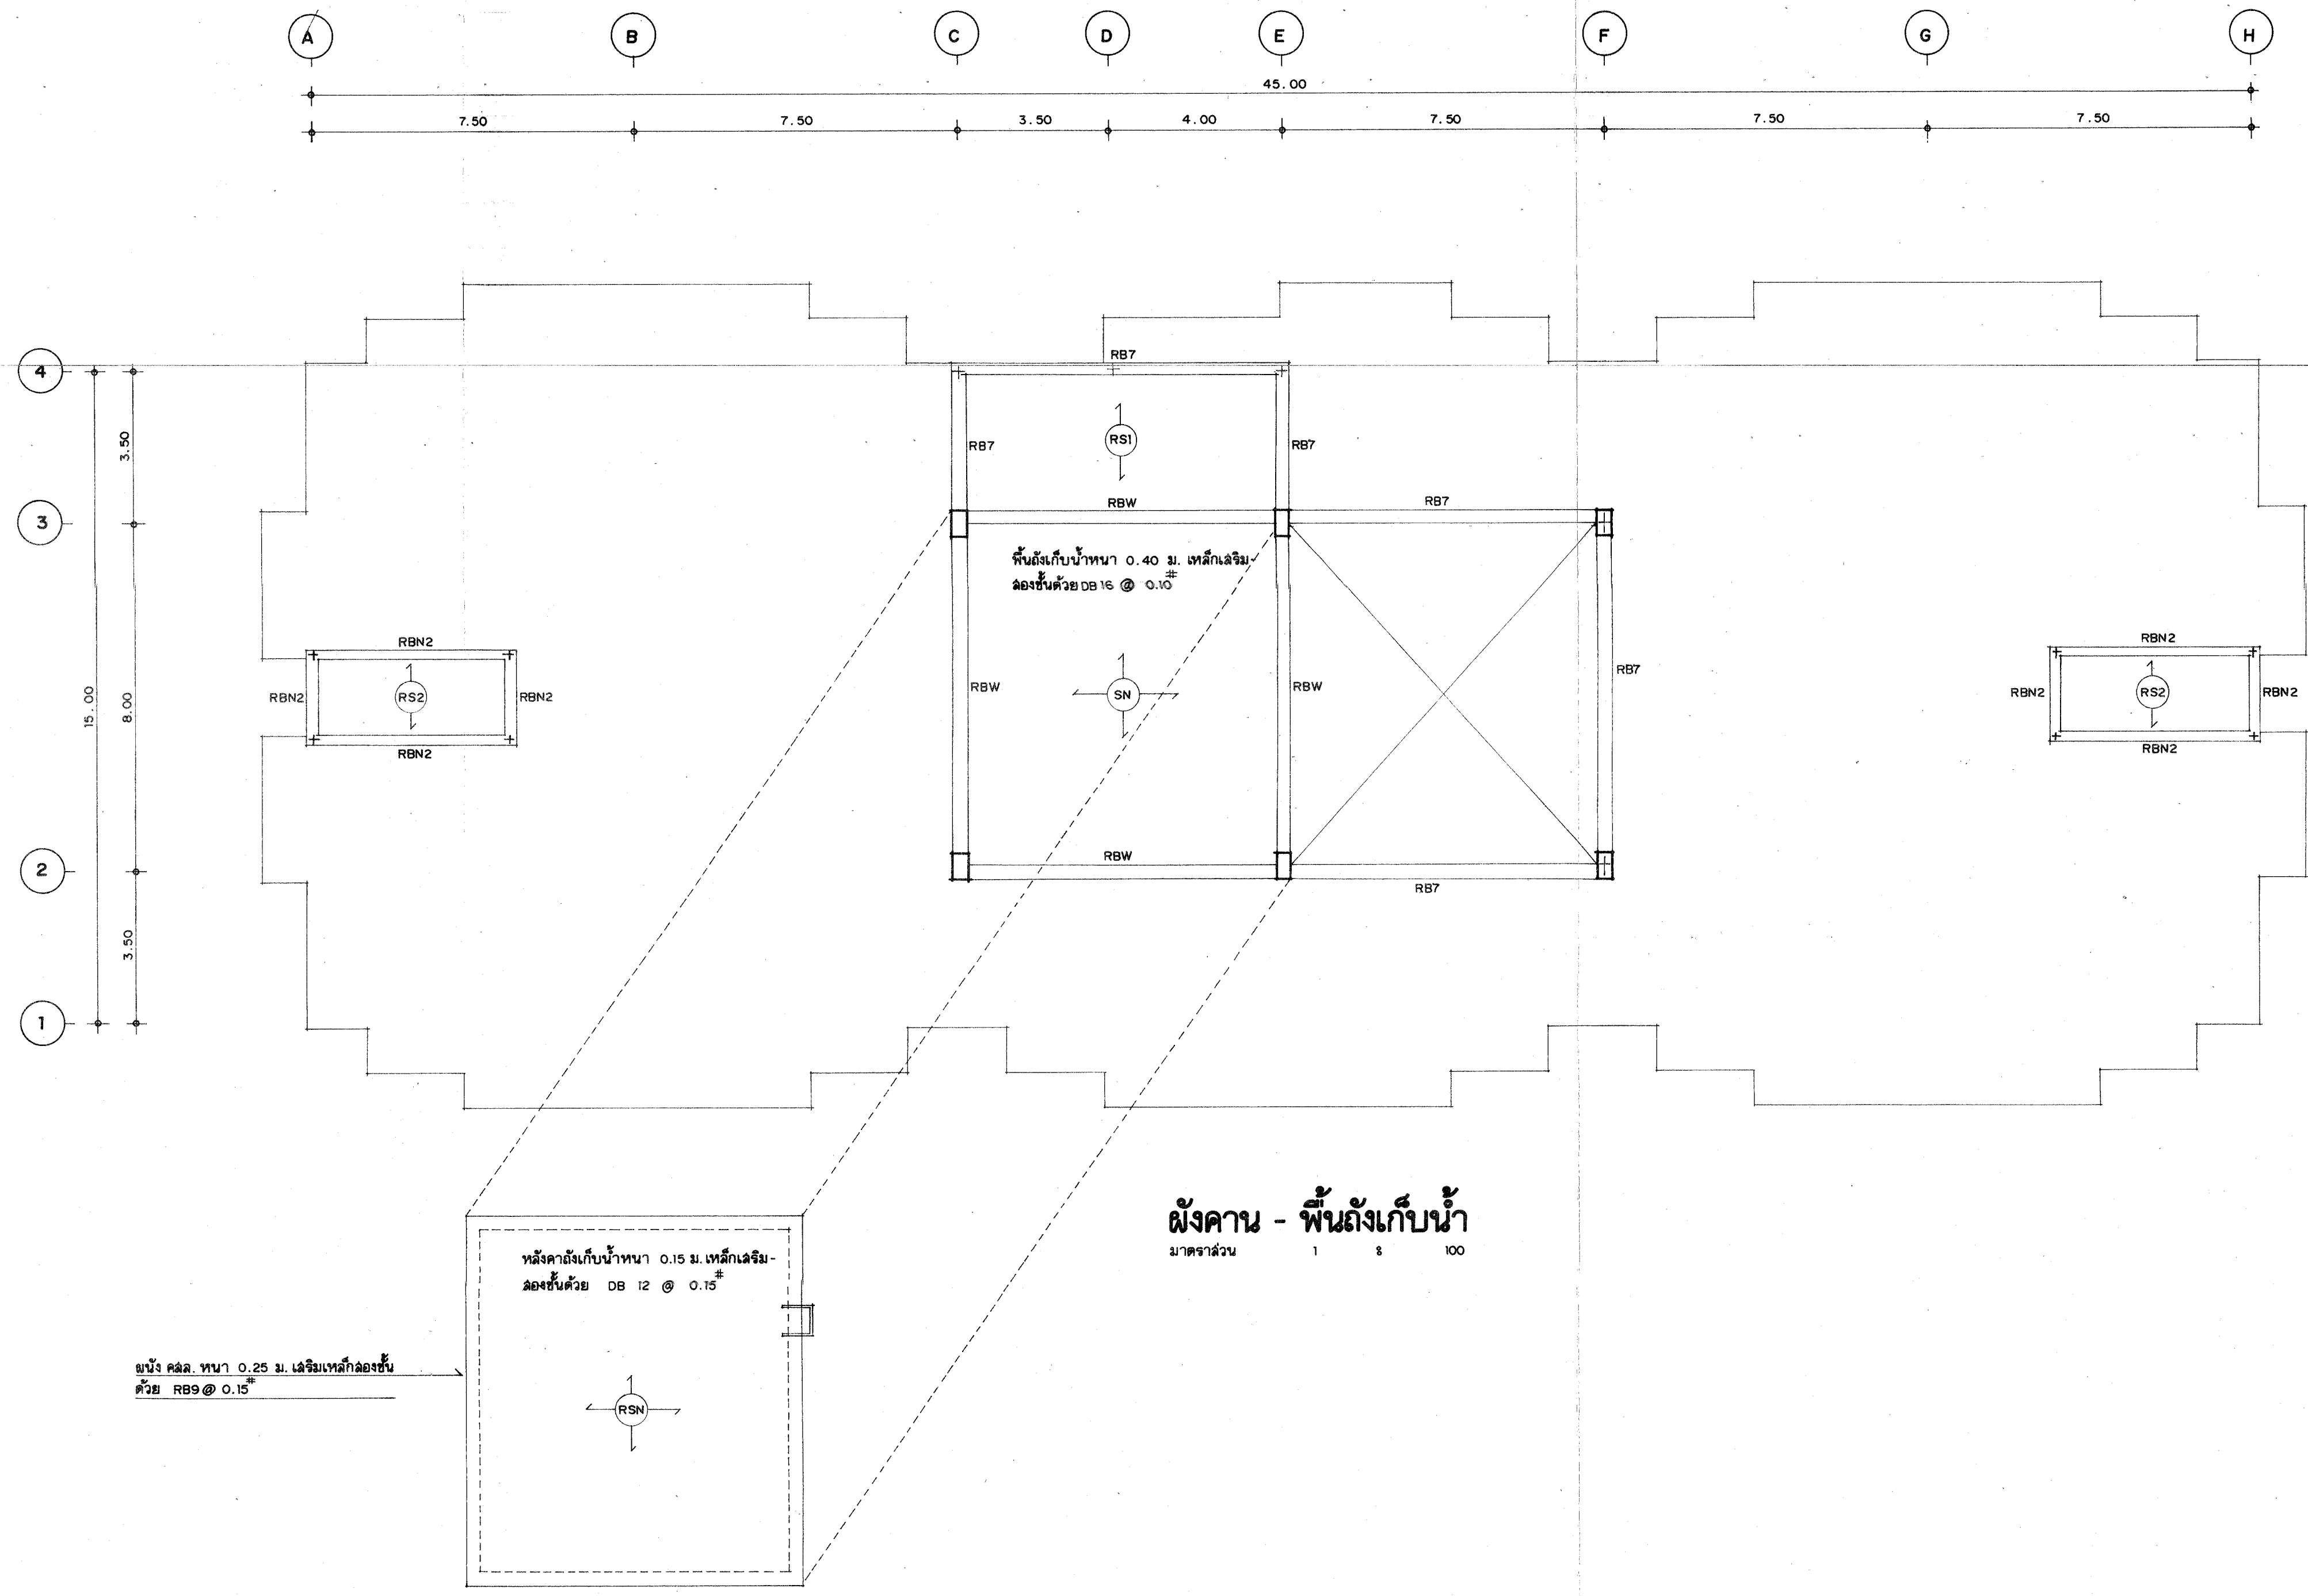 A B C D E F G H
45.00
7.50 7.50 3.50 4.00 7.50 7.50 7.50
4
3
2
1
15.00
3.50
8.00
3.50
RB7
RB7
RS1
RB7
RBW
RB7
พื้นถังเก็บน้ำหนา 0.40 ม. เหล็กเสริม-
สองชั้นด้วย DB 16 @ 0.10#
RBN2
RBN2
RS2
RBN2
RBN2
RBW
SN
RBW
RB7
RBN2
RBN2
RS2
RBN2
RBN2
RBW
RB7
ผังคาน - พื้นถังเก็บน้ำ
มาตราส่วน 1 : 100
หลังคาถังเก็บน้ำหนา 0.15 ม. เหล็กเสริม-
สองชั้นด้วย DB 12 @ 0.15#
ผนัง คสล. หนา 0.25 ม. เสริมเหล็กสองชั้น
ด้วย RB9 @ 0.15#
RSN